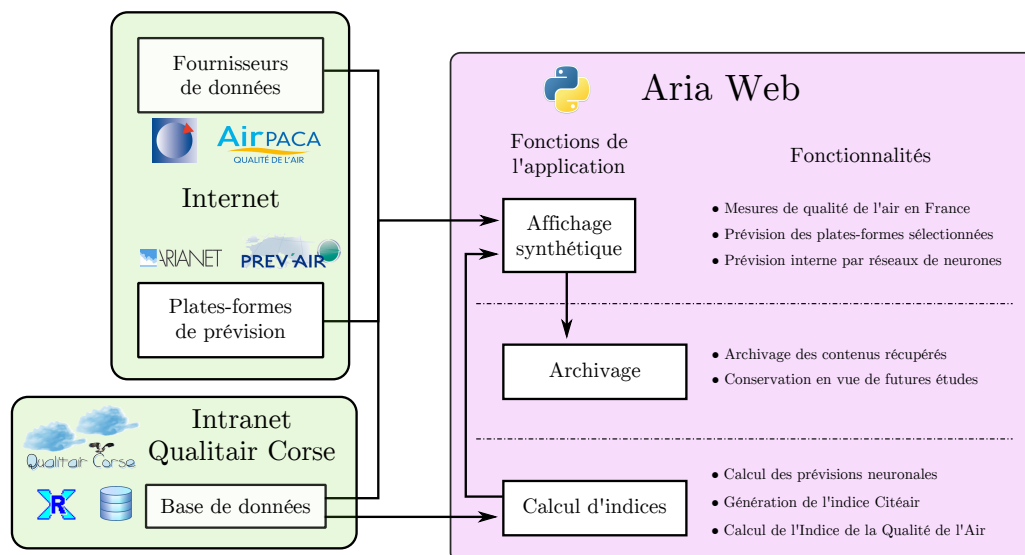 Fournisseurs
de données
AirPACA
QUALITÉ DE L'AIR
Internet
ARIANET
PREV'AIR
Plates-formes
de prévision
Intranet
Qualitair Corse
Qualitair Corse
R
Base de données
Aria Web
Fonctions de
l'application
Fonctionnalités
Affichage
synthétique
• Mesures de qualité de l'air en France
• Prévision des plates-formes sélectionnées
• Prévision interne par réseaux de neurones
Archivage
• Archivage des contenus récupérés
• Conservation en vue de futures études
Calcul d'indices
• Calcul des prévisions neuronales
• Génération de l'indice Citéair
• Calcul de l'Indice de la Qualité de l'Air